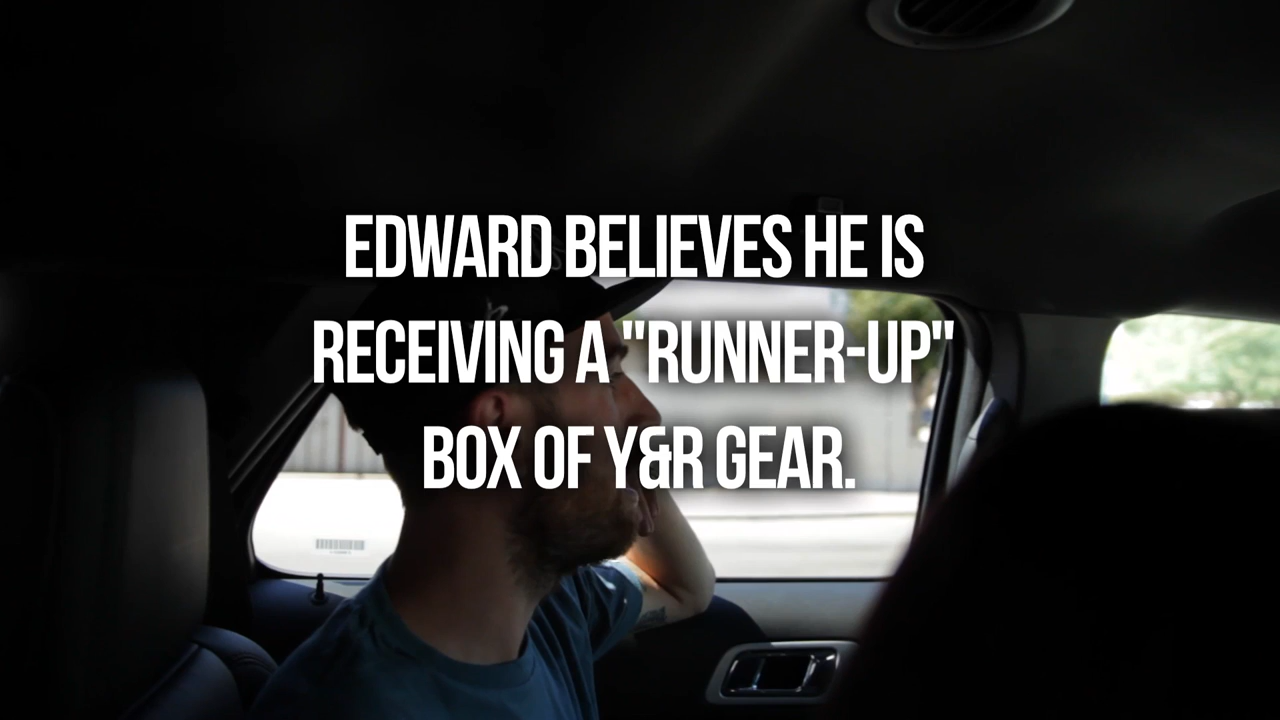 EDWARD BELIEVES HE IS
RECEIVING A "RUNNER-UP"
BOX OF Y&R GEAR.